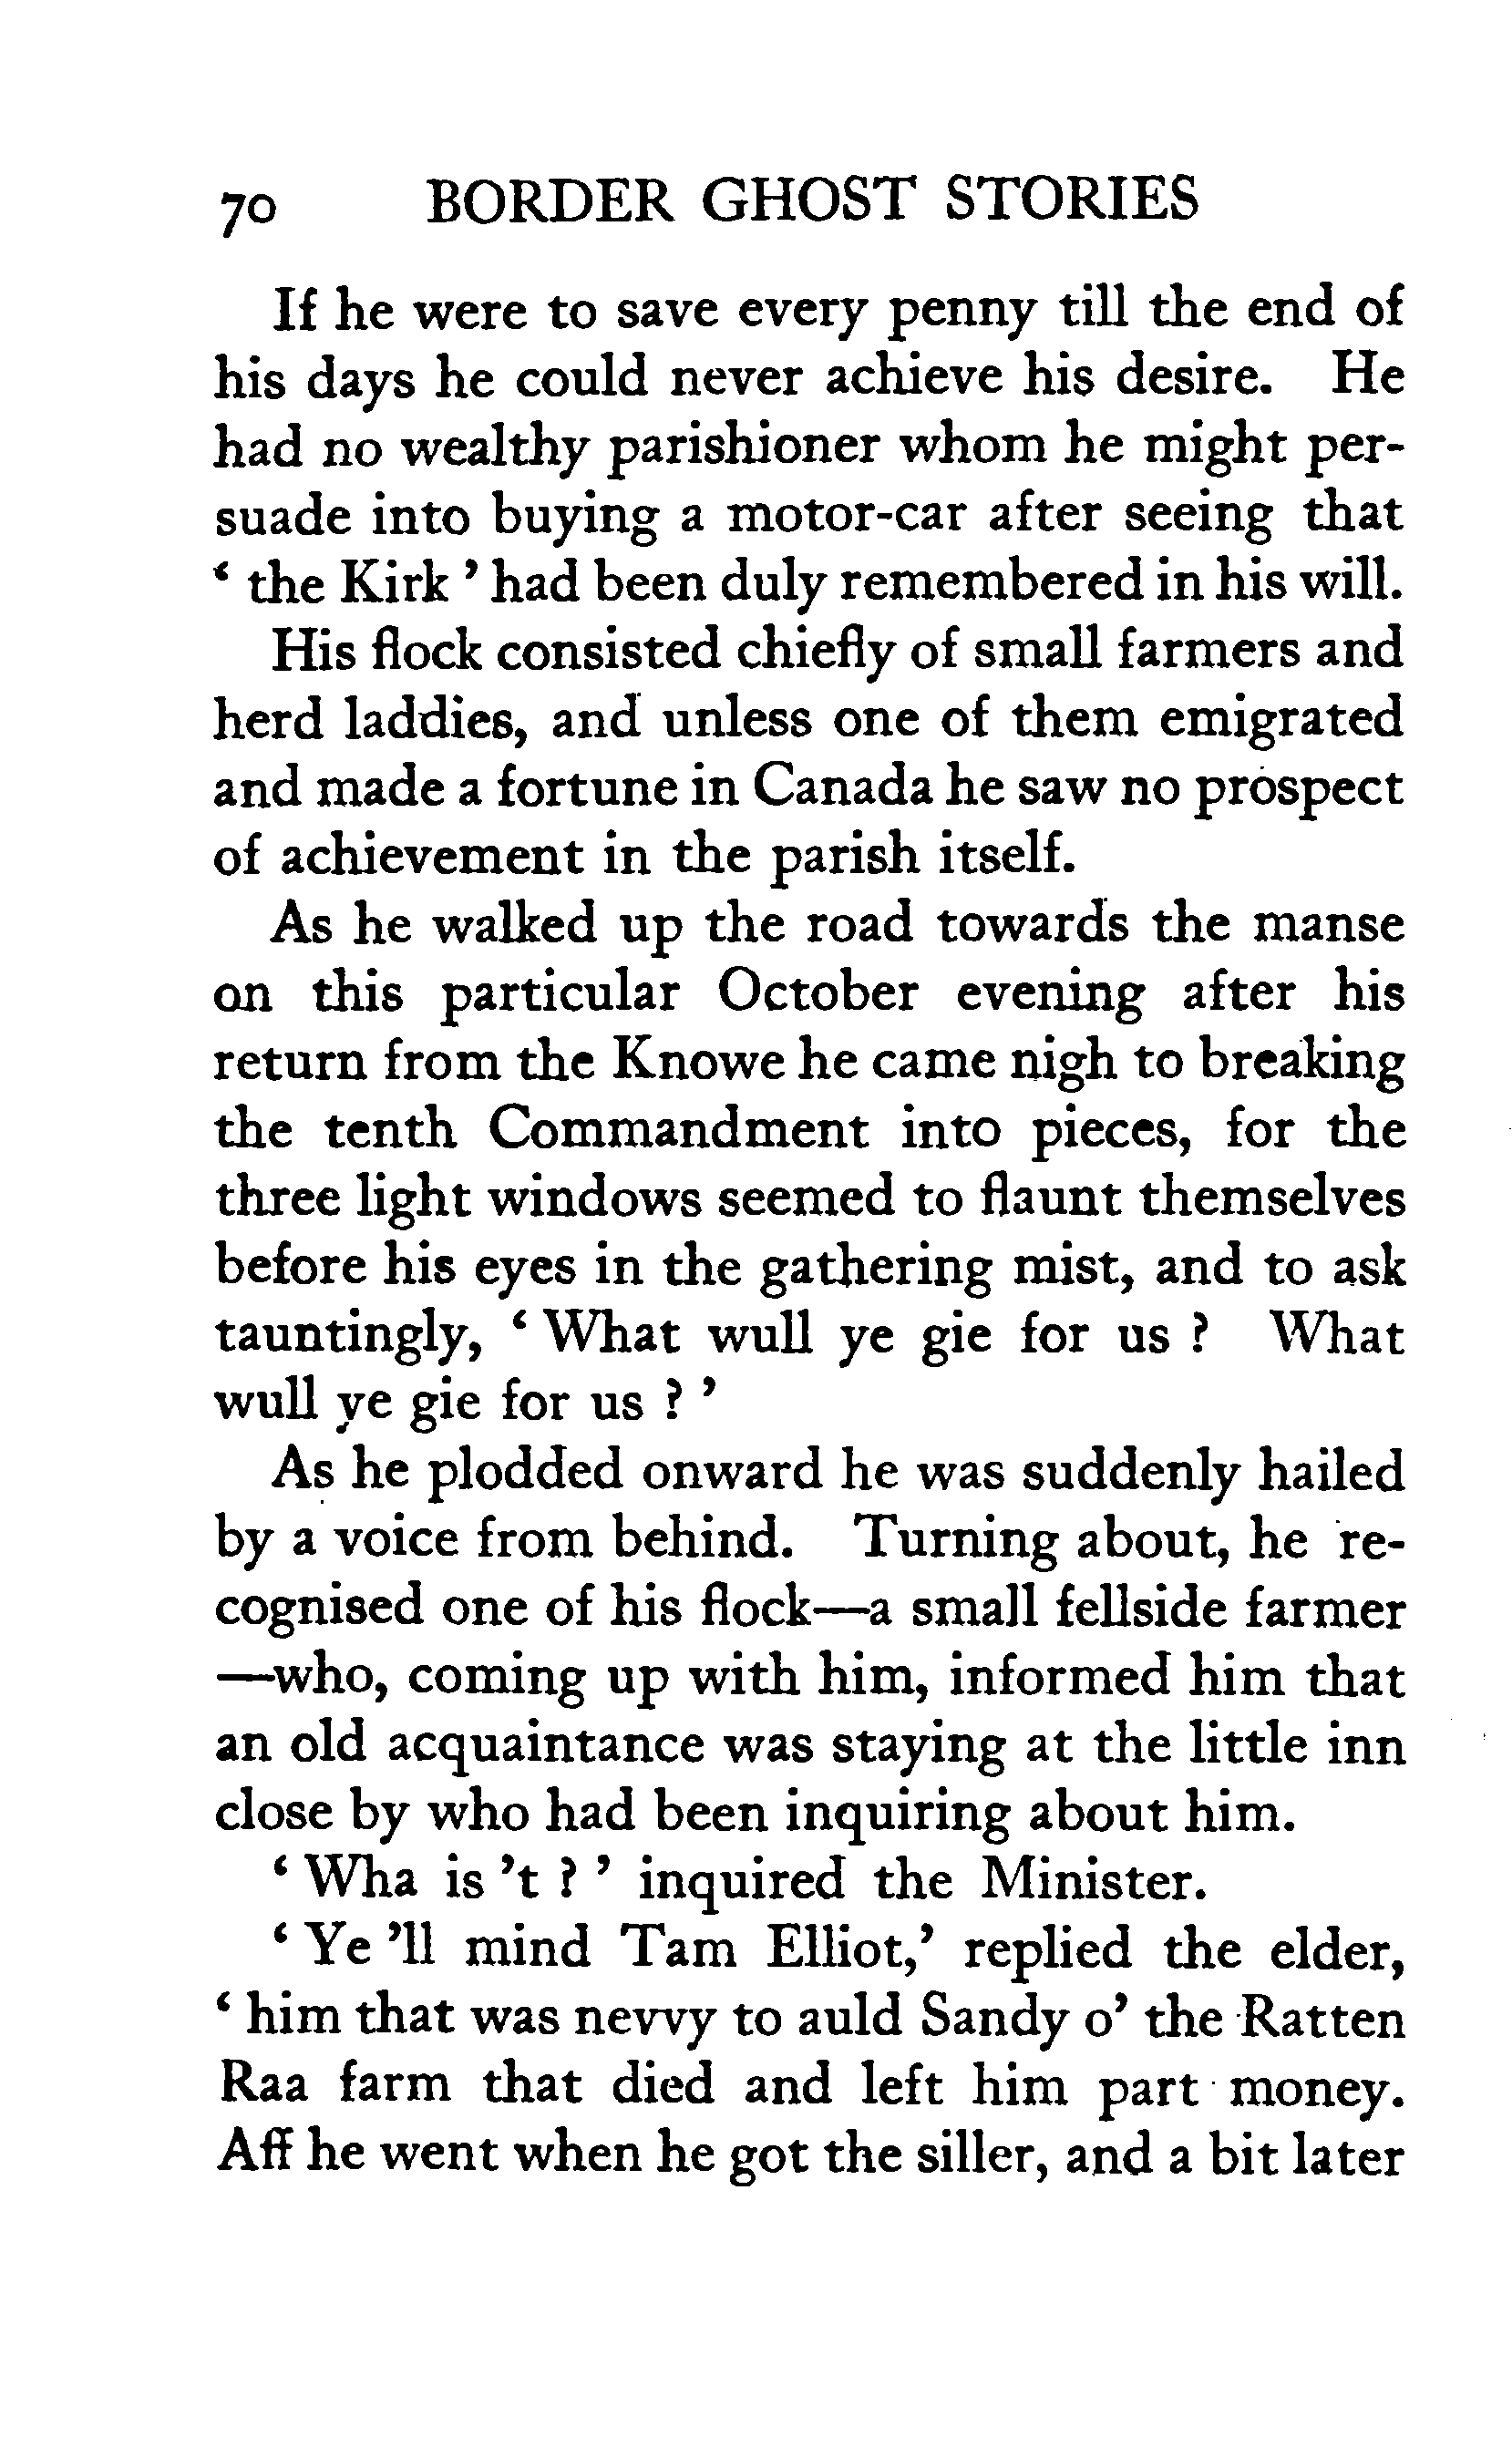 70 BORDER GHOST STORIES
If he were to save every penny till the end of
his days he could never achieve his desire. He
had no wealthy parishioner whom he might per-
suade into buying a motor-car after seeing that
‘ the Kirk ’ had been duly remembered in his will.
His flock consisted chiefly of small farmers and
herd laddies, and unless one of them emigrated
and made a fortune in Canada he saw no prospect
of achievement in the parish itself.
As he walked up the road towards the manse
on this particular October evening after his
return from the Knowe he came nigh to breaking
the tenth Commandment into pieces, for the
three light windows seemed to flaunt themselves
before his eyes in the gathering mist, and to ask
tauntingly, ‘ What wull ye gie for us ? What
wull ye gie for us ? ’
As he plodded onward he was suddenly hailed
by a voice from behind. Turning about, he re-
cognised one of his flock—a small fellside farmer
—who, coming up with him, informed him that
an old acquaintance was staying at the little inn
close by who had been inquiring about him.
‘ Wha is ’t ? ’ inquired the Minister.
‘ Ye ’ll mind Tam Elliot,’ replied the elder,
‘ him that was nevvy to auld Sandy o’ the Ratten
Raa farm that died and left him part money.
Aff he went when he got the siller, and a bit later